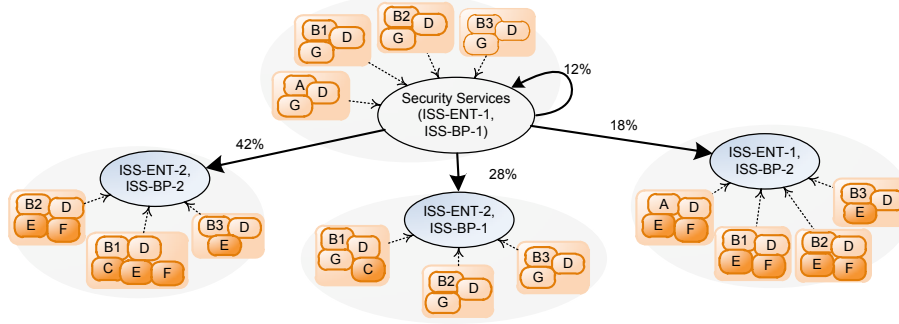 B1
D
G
B2
D
G
B3
D
G
A
D
G
Security Services
(ISS-ENT-1,
ISS-BP-1)
12%
42%
28%
18%
ISS-ENT-2,
ISS-BP-2
B2
D
E
F
B1
D
C
E
F
B3
D
E
ISS-ENT-2,
ISS-BP-1
B1
D
G
C
B2
D
G
B3
D
G
ISS-ENT-1,
ISS-BP-2
A
D
E
F
B1
D
E
F
B2
D
E
F
B3
D
E